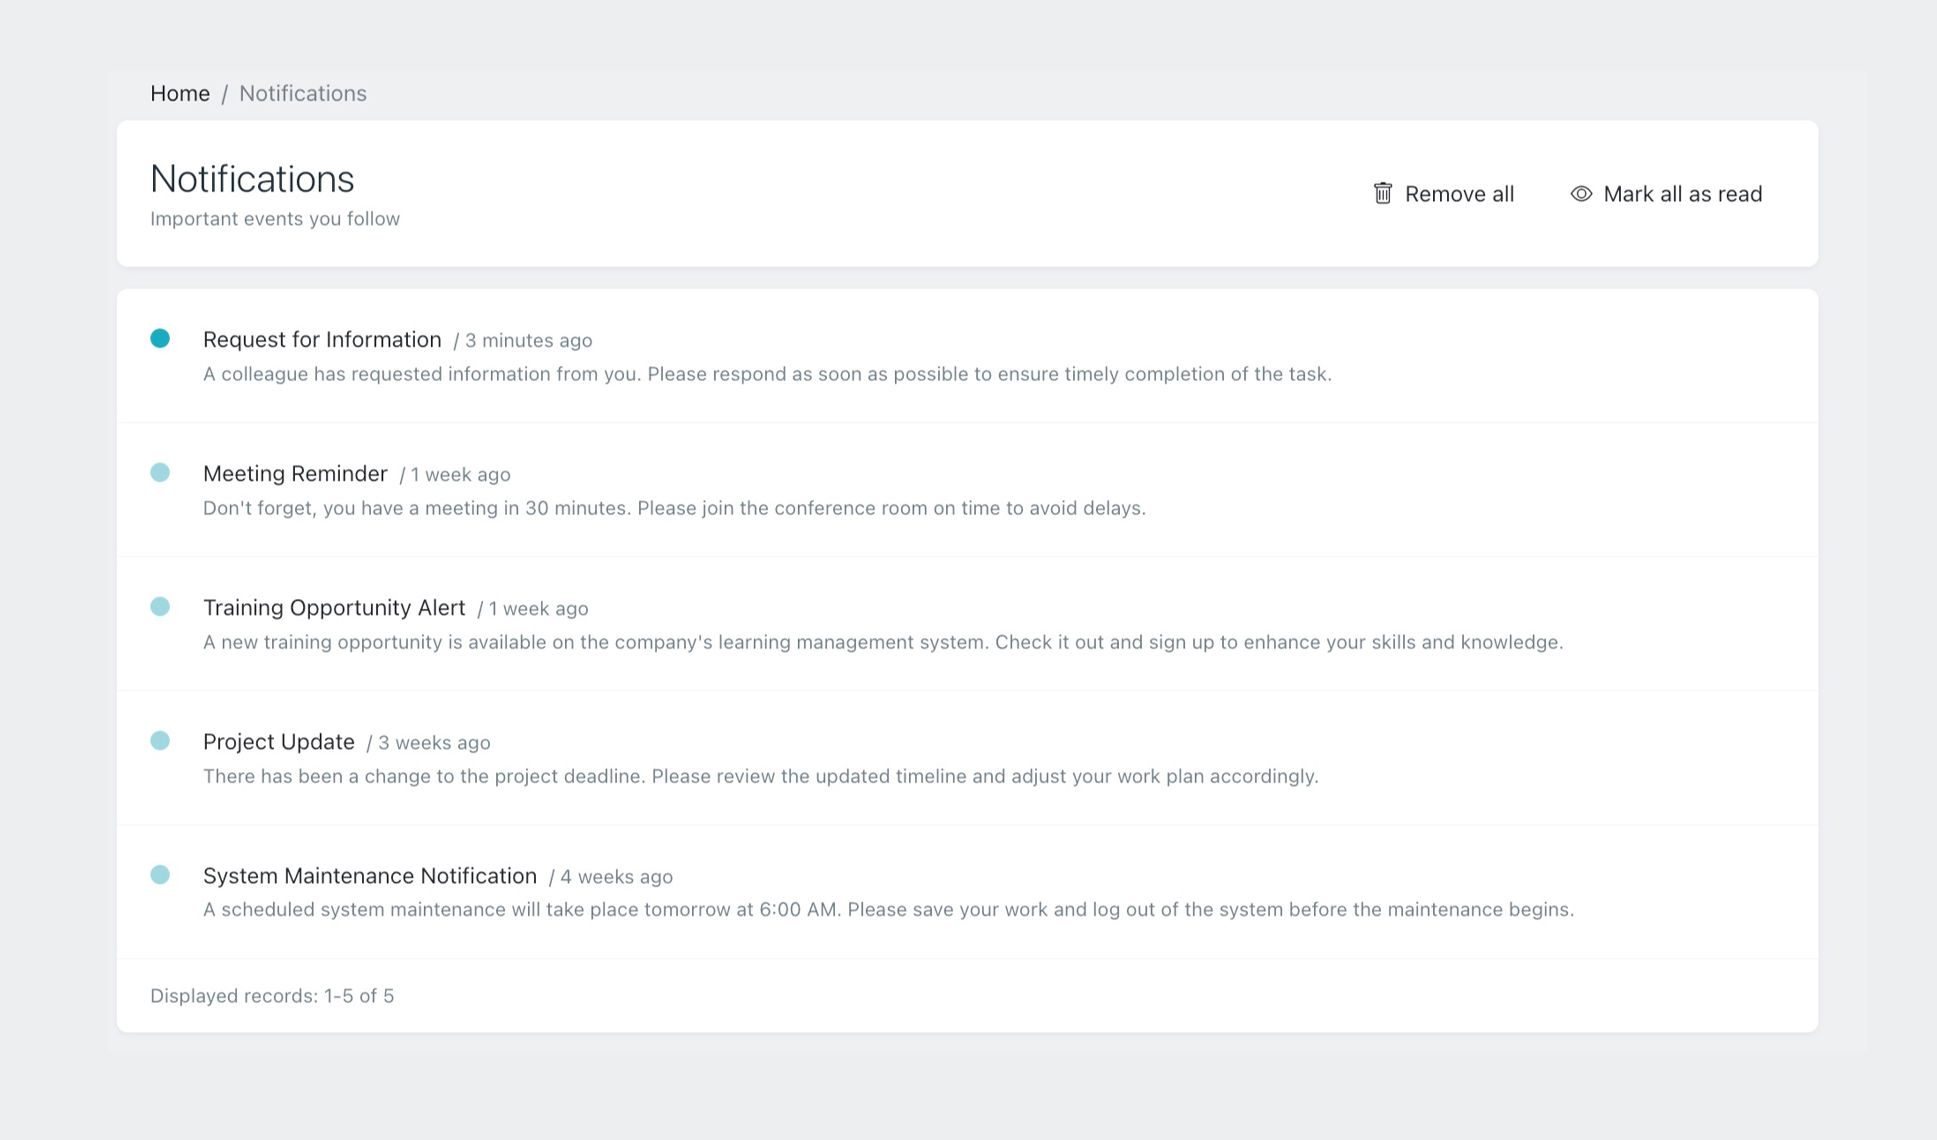 Home / Notifications
Notifications
Important events you follow
Remove all
Mark all as read
Request for Information / 3 minutes ago
A colleague has requested information from you. Please respond as soon as possible to ensure timely completion of the task.
Meeting Reminder / 1 week ago
Don't forget, you have a meeting in 30 minutes. Please join the conference room on time to avoid delays.
Training Opportunity Alert / 1 week ago
A new training opportunity is available on the company's learning management system. Check it out and sign up to enhance your skills and knowledge.
Project Update / 3 weeks ago
There has been a change to the project deadline. Please review the updated timeline and adjust your work plan accordingly.
System Maintenance Notification / 4 weeks ago
A scheduled system maintenance will take place tomorrow at 6:00 AM. Please save your work and log out of the system before the maintenance begins.
Displayed records: 1-5 of 5